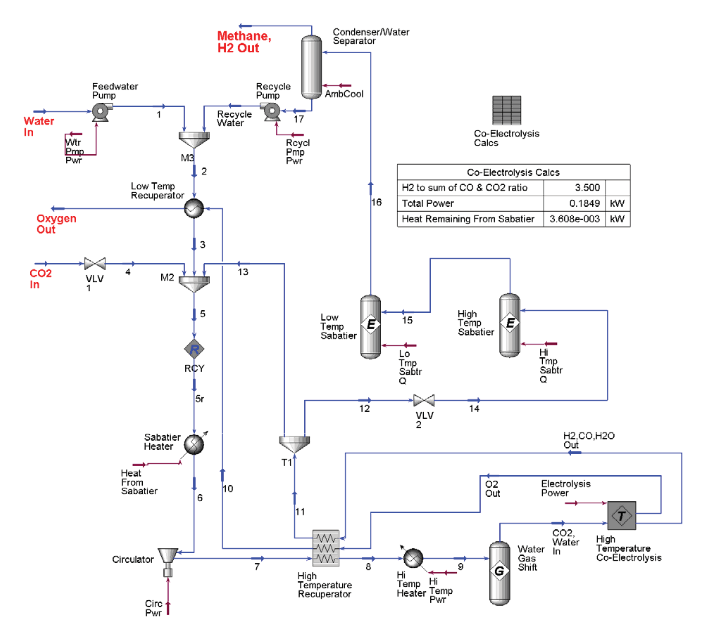 Methane,
H2 Out
Condenser/Water
Separator
Feedwater
Pump
Recycle
Pump
AmbCool
Water
In
1
Recycle
Water
17
Co-Electrolysis
Calcs
Wtr
Pmp
Pwr
Rcycl
Pmp
Pwr
M3
2
Co-Electrolysis Calcs
H2 to sum of CO & CO2 ratio 3.500
Total Power 0.1849 kW
Heat Remaining From Sabatier 3.608e-003 kW
Low Temp
Recuperator
16
Oxygen
Out
3
CO2
In
4
VLV
1
M2
13
5
Low
Temp
Sabatier
E
15
High
Temp
Sabatier
E
R
RCY
Lo
Tmp
Sabtr
Q
Hi
Tmp
Sabtr
Q
5r
12
VLV
2
14
Sabatier
Heater
T1
H2,CO,H2O
Out
Heat
From
Sabatier
6
10
11
O2
Out
Electrolysis
Power
T
CO2,
Water
In
High
Temperature
Co-Electrolysis
Circulator
7
High
Temperature
Recuperator
8
Hi
Temp
Heater
9
Hi
Temp
Pwr
G
Water
Gas
Shift
Circ
Pwr